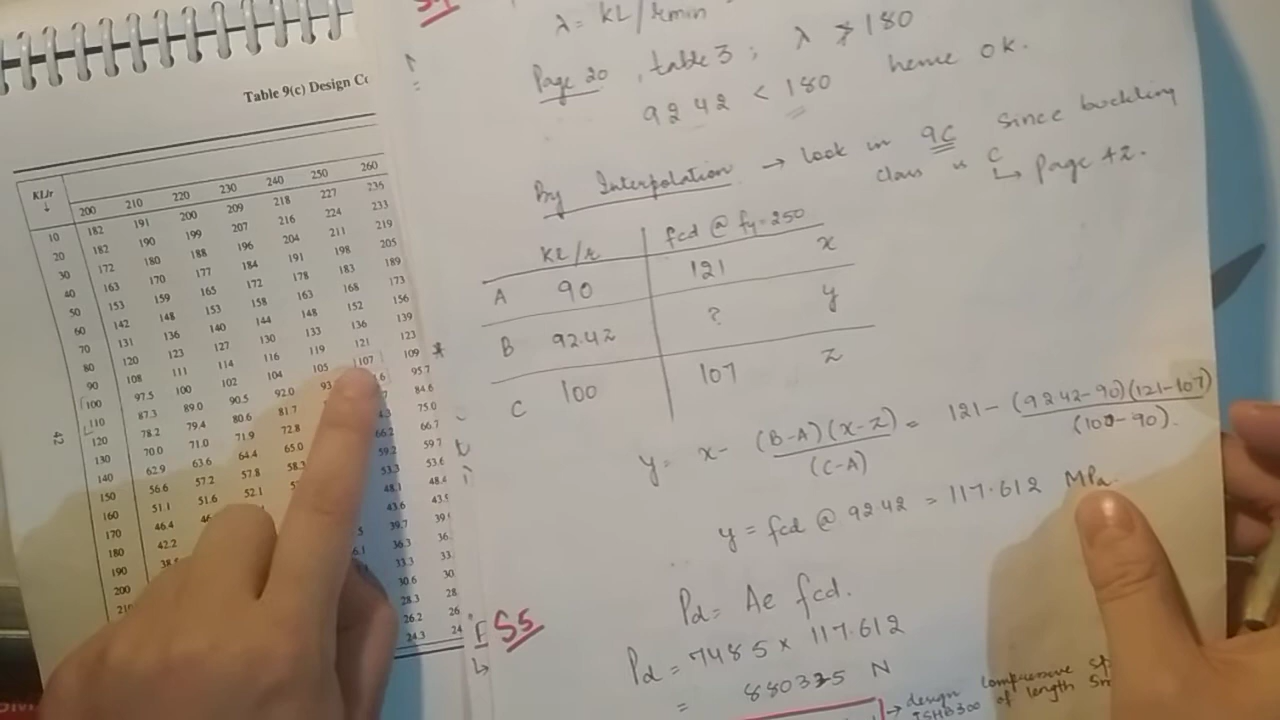 Table 9(c) Design Co
KL/r
↓
200 210 220 230 240 250 260
10 182 191 200 209 218 227 235
20 182 190 199 207 216 224 233
30 172 180 188 196 204 211 219
40 163 170 177 184 191 198 205
50 153 159 165 172 178 183 189
60 142 148 153 158 163 168 173
70 131 136 140 144 148 152 156
80 120 123 127 130 133 136 139
90 108 111 114 116 119 121 123
100 97.5 100 102 104 105 107 109
110 87.3 89.0 90.5 92.0 95.7
120 78.2 79.4 80.6 81.7 84.6
130 70.0 71.0 71.9 72.8 75.0
140 62.9 63.6 64.4 65.0 66.2 66.7
150 56.6 57.2 57.8 58.3 59.2 59.7
160 51.1 51.6 52.1 53.3 53.6
170 46.4 48.1
180 42.2 43.6
190 39.7
200 36.3
33.3 33
30.6 30
28.3 28
26.2 26
24.3 24
42
λ = KL/rmin
Page 20 , table 3 ; λ ≯ 180
92.42 < 180 hence ok.
By Interpolation → look in 9C since buckling
class is C
↳ Page 42.
KL/r fcd @ fy=250
A 90 121 x
B 92.42 ? y
C 100 107 z
y = x - (B-A)(x-z) / (C-A) = 121 - (92.42-90)(121-107) / (100-90).
y = fcd @ 92.42 = 117.612 MPa
S5
Pd = Ae fcd.
Pd = 7485 x 117.612
= 880325 N
→ design compressive
ISHB300 of length 5m